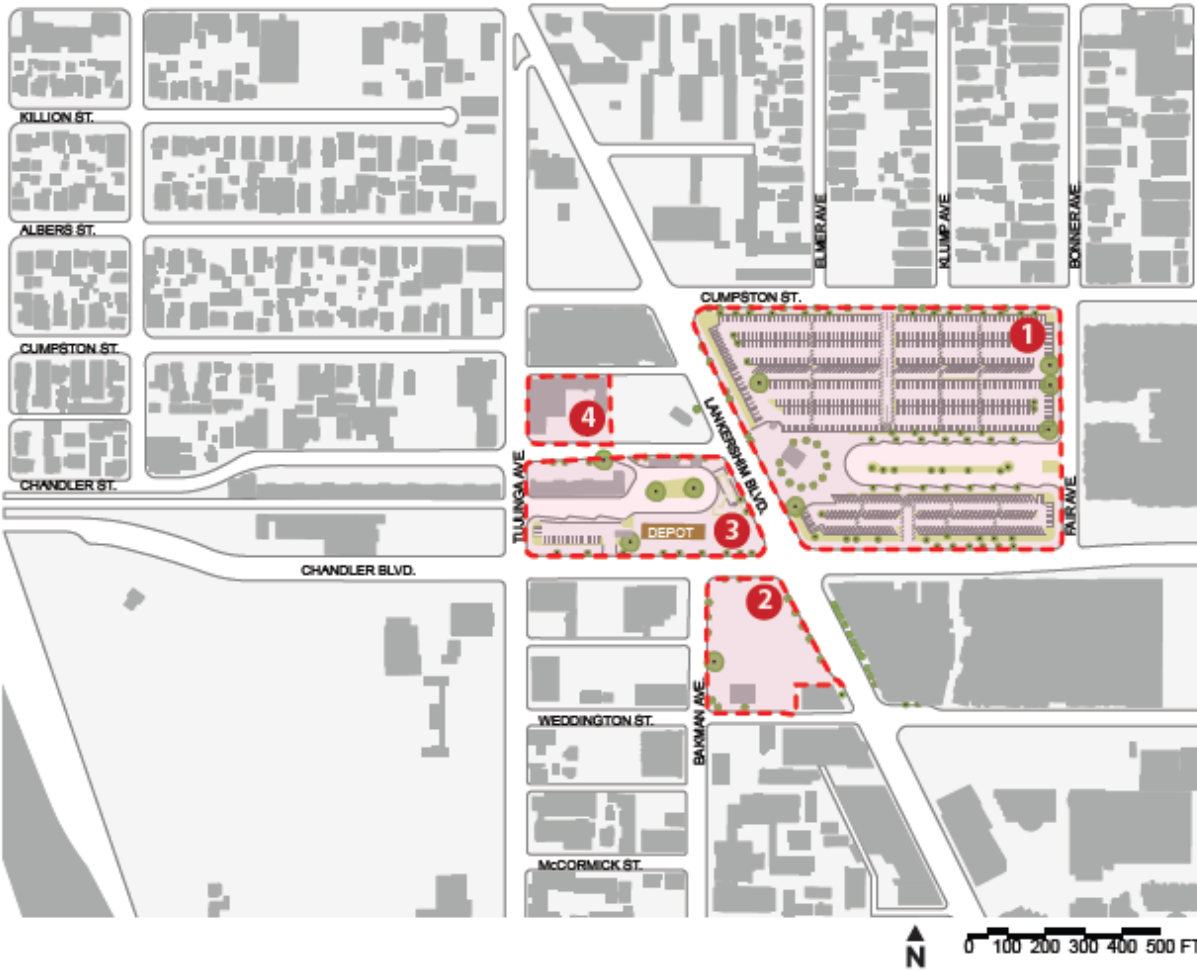 KILLION ST.
ALBERS ST.
ELMER AVE
KLUMP AVE.
BONNER AVE.
CUMPSTON ST.
1
CUMPSTON ST.
4
LANKERSHIM BLVD.
CHANDLER ST.
TUJUNGA AVE
DEPOT
3
FAIR AVE.
CHANDLER BLVD.
2
BAKMAN AVE.
WEDDINGTON ST.
McCORMICK ST.
N
0 100 200 300 400 500 FT